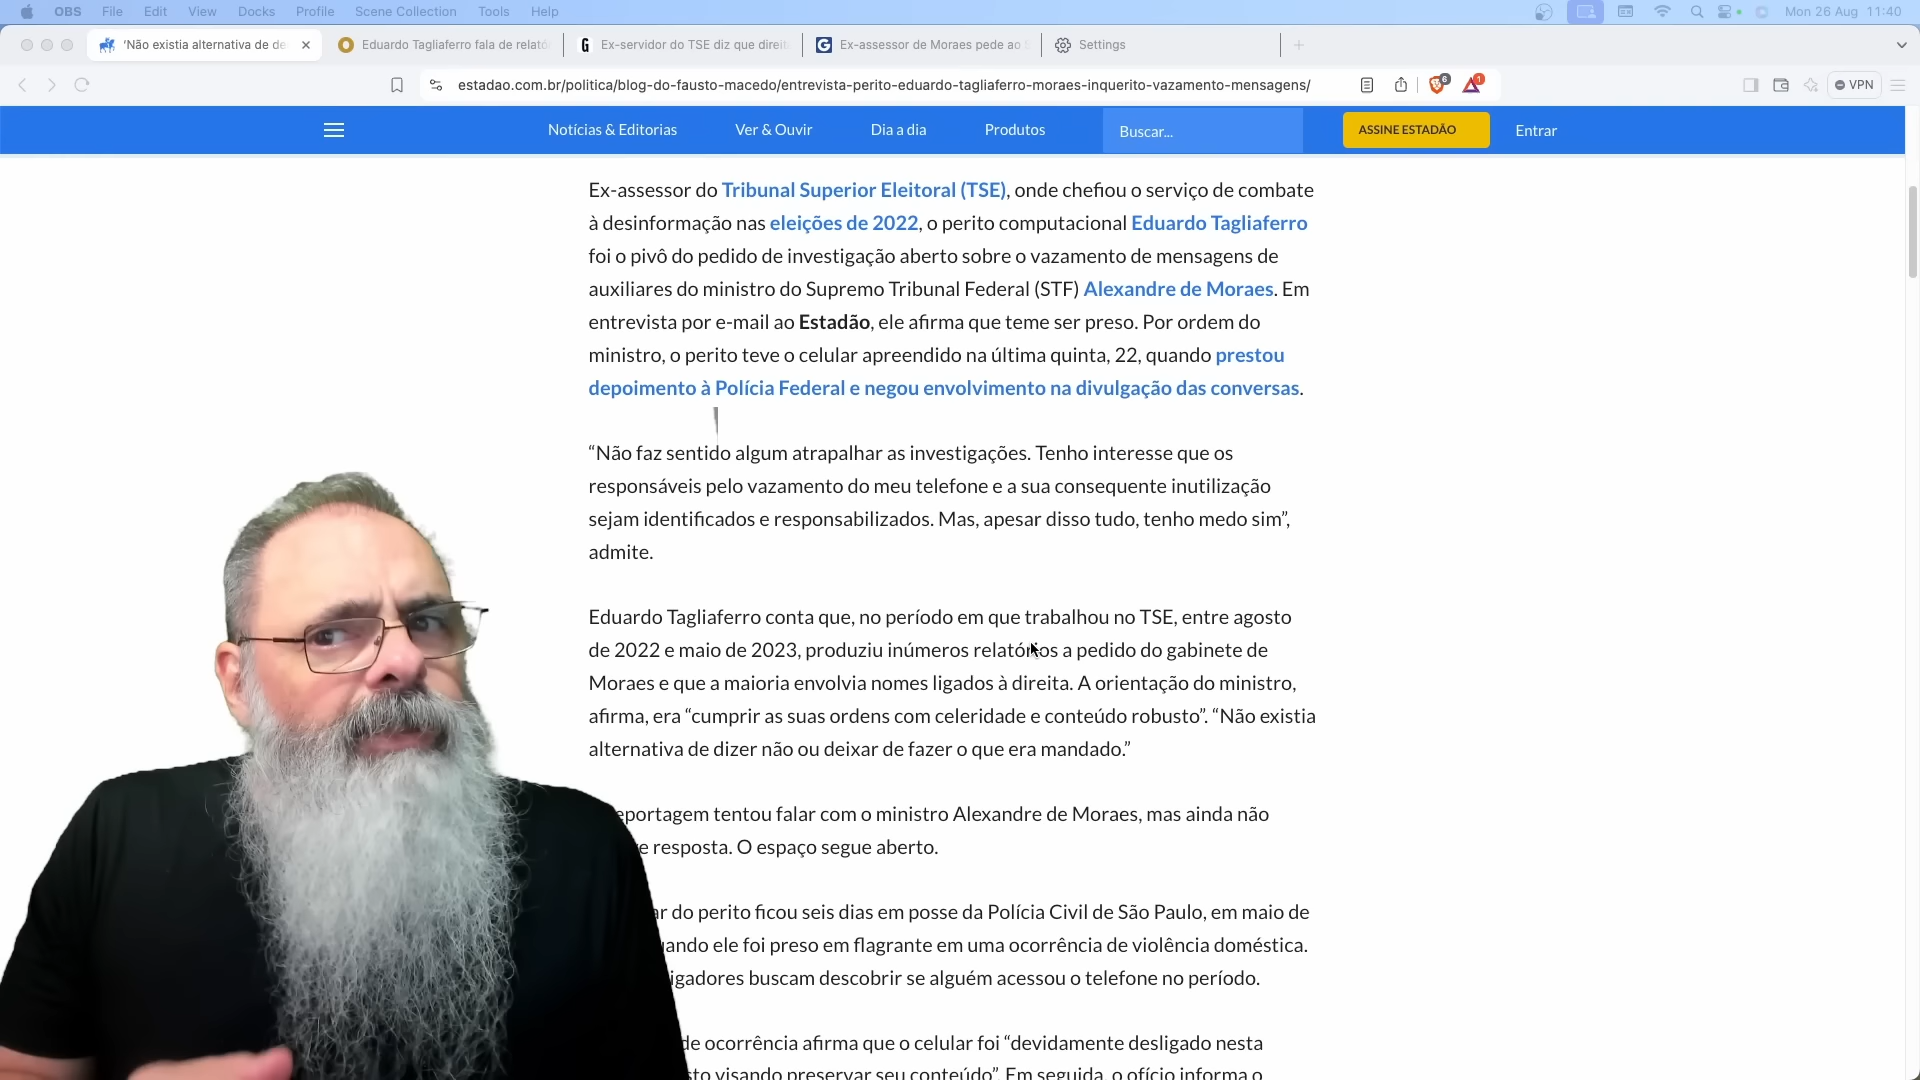 OBS File Edit View Docks Profile Scene Collection Tools Help Mon 26 Aug 11:40
'Não existia alternativa de de Eduardo Tagliaferro fala de relató Ex-servidor do TSE diz que direit Ex-assessor de Moraes pede ao Settings
estadao.com.br/politica/blog-do-fausto-macedo/entrevista-perito-eduardo-tagliaferro-moraes-inquerito-vazamento-mensagens/ 6 1 VPN
Notícias & Editorias Ver & Ouvir Dia a dia Produtos Buscar... ASSINE ESTADÃO Entrar
Ex-assessor do Tribunal Superior Eleitoral (TSE), onde chefiou o serviço de combate
à desinformação nas eleições de 2022, o perito computacional Eduardo Tagliaferro
foi o pivô do pedido de investigação aberto sobre o vazamento de mensagens de
auxiliares do ministro do Supremo Tribunal Federal (STF) Alexandre de Moraes. Em
entrevista por e-mail ao Estadão, ele afirma que teme ser preso. Por ordem do
ministro, o perito teve o celular apreendido na última quinta, 22, quando prestou
depoimento à Polícia Federal e negou envolvimento na divulgação das conversas.
“Não faz sentido algum atrapalhar as investigações. Tenho interesse que os
responsáveis pelo vazamento do meu telefone e a sua consequente inutilização
sejam identificados e responsabilizados. Mas, apesar disso tudo, tenho medo sim”,
admite.
Eduardo Tagliaferro conta que, no período em que trabalhou no TSE, entre agosto
de 2022 e maio de 2023, produziu inúmeros relatórios a pedido do gabinete de
Moraes e que a maioria envolvia nomes ligados à direita. A orientação do ministro,
afirma, era “cumprir as suas ordens com celeridade e conteúdo robusto”. “Não existia
alternativa de dizer não ou deixar de fazer o que era mandado.”
eportagem tentou falar com o ministro Alexandre de Moraes, mas ainda não
e resposta. O espaço segue aberto.
ar do perito ficou seis dias em posse da Polícia Civil de São Paulo, em maio de
uando ele foi preso em flagrante em uma ocorrência de violência doméstica.
igadores buscam descobrir se alguém acessou o telefone no período.
de ocorrência afirma que o celular foi “devidamente desligado nesta
sto visando preservar seu conteúdo”. Em seguida, o ofício informa o